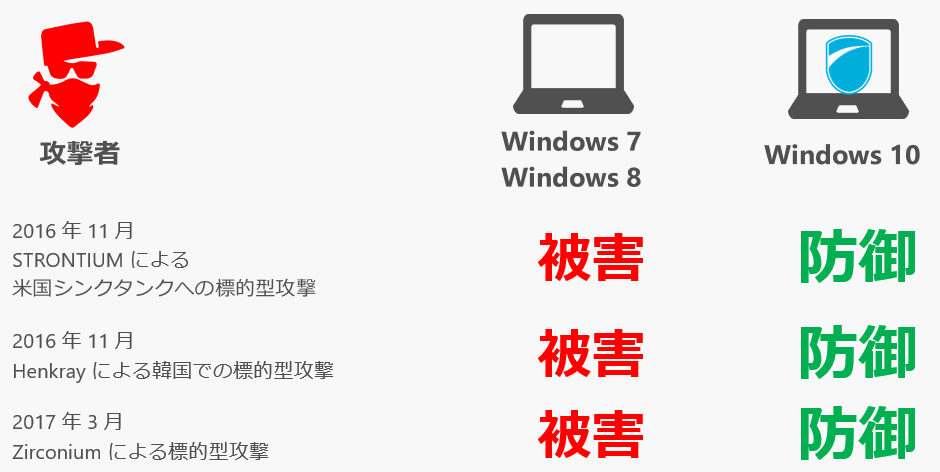 攻撃者
Windows 7
Windows 8
Windows 10
2016 年 11 月
STRONTIUM による
米国シンクタンクへの標的型攻撃
被害
防御
2016 年 11 月
Henkray による韓国での標的型攻撃
被害
防御
2017 年 3 月
Zirconium による標的型攻撃
被害
防御